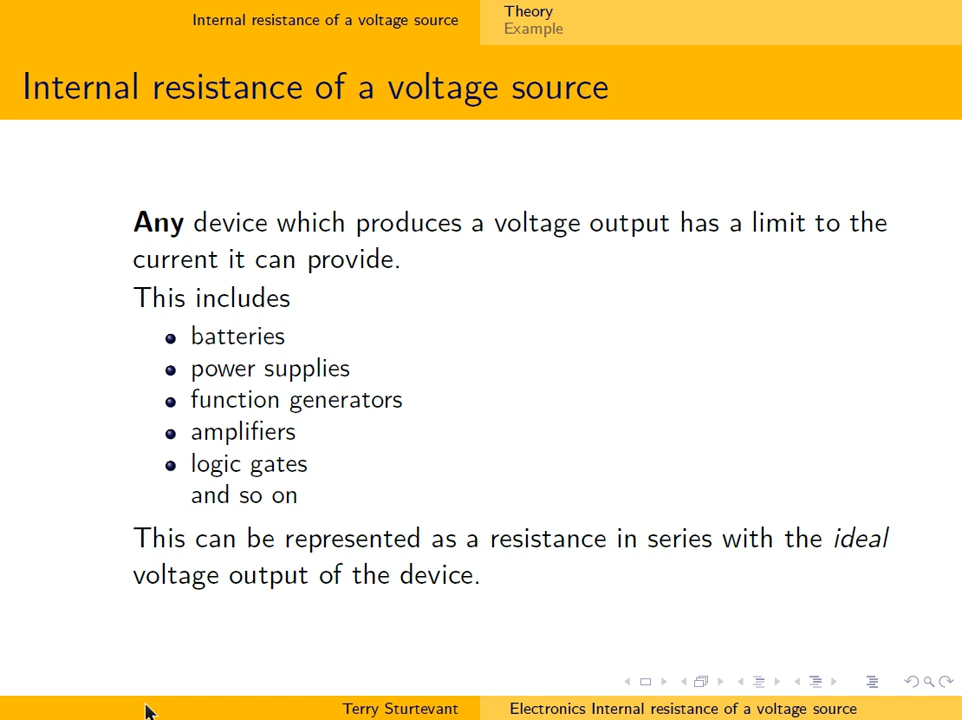 Internal resistance of a voltage source
Theory
Example
Internal resistance of a voltage source
Any device which produces a voltage output has a limit to the
current it can provide.
This includes
batteries
power supplies
function generators
amplifiers
logic gates
and so on
This can be represented as a resistance in series with the ideal
voltage output of the device.
Terry Sturtevant
Electronics Internal resistance of a voltage source